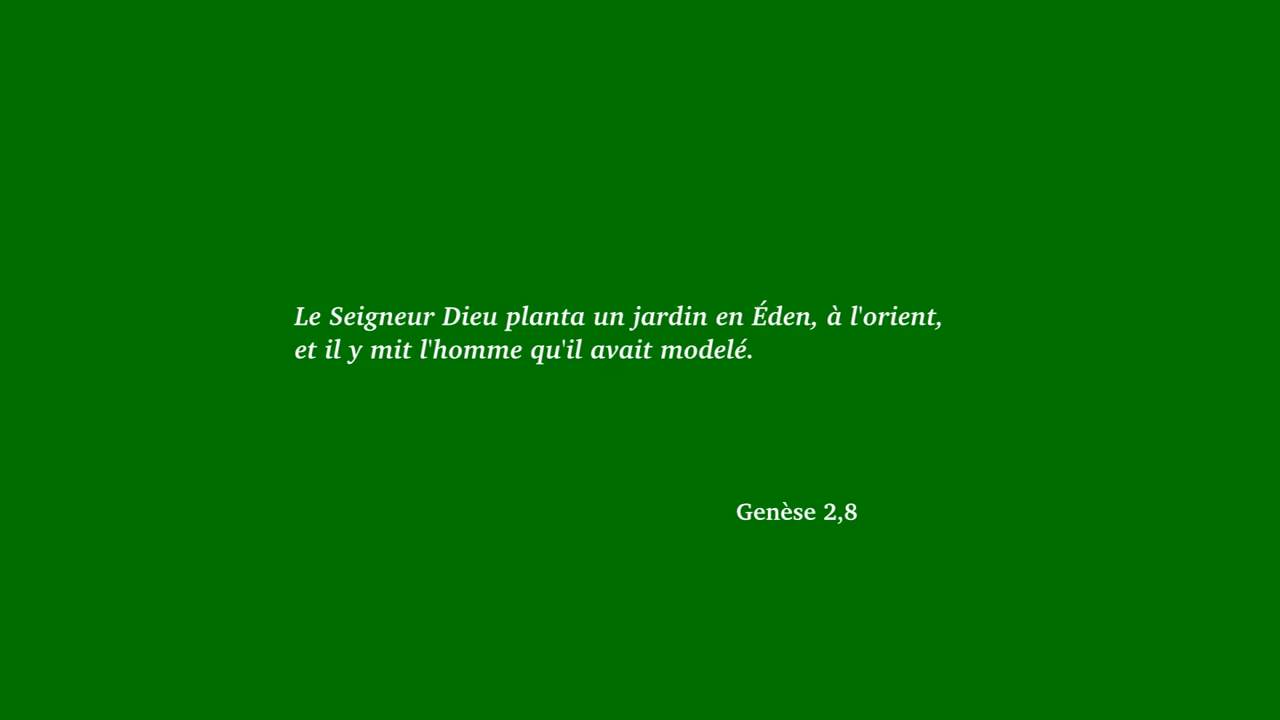 Le Seigneur Dieu planta un jardin en Éden, à l'orient,
et il y mit l'homme qu'il avait modelé.
Genèse 2,8